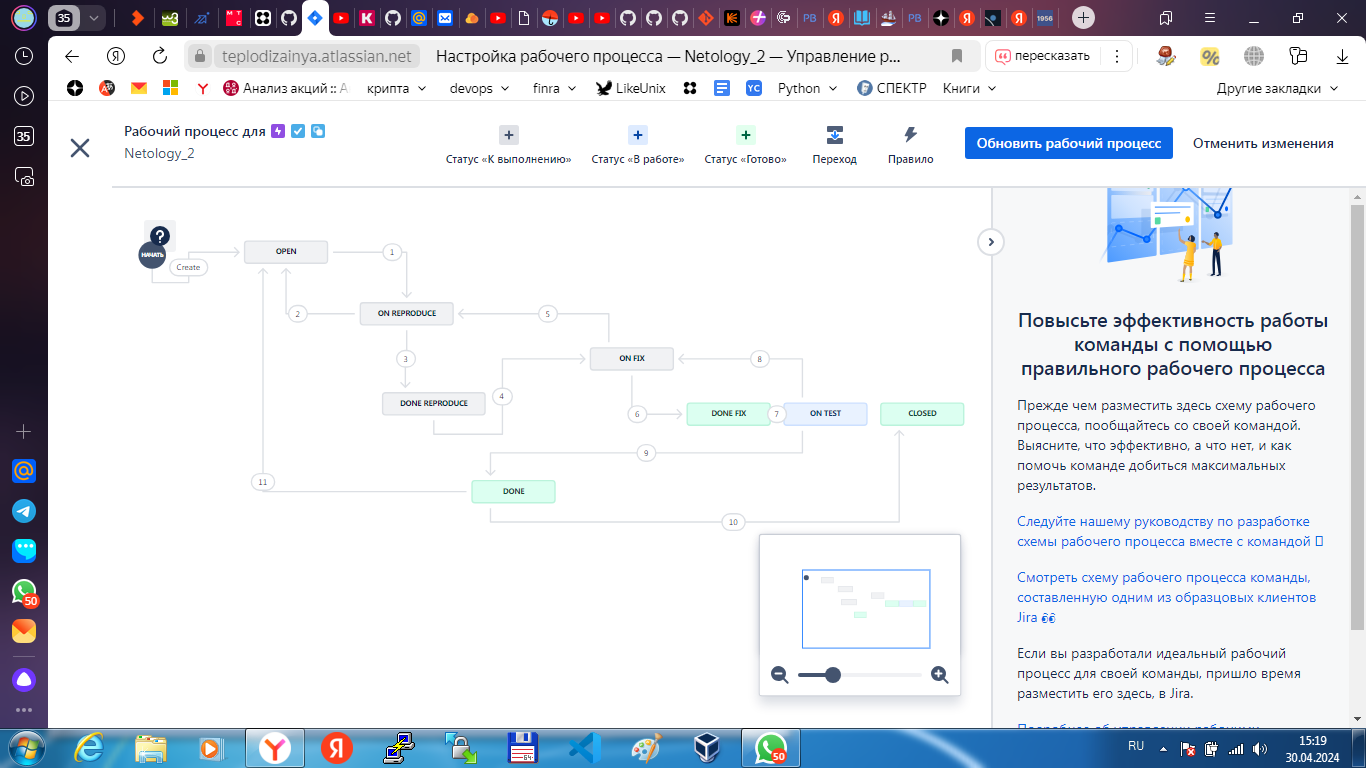 35
teplodizainya.atlassian.net
Настройка рабочего процесса — Netology_2 — Управление р...
пересказать
Анализ акций :: А
крипта
devops
finra
LikeUnix
Python
СПЕКТР
Книги
Другие закладки
35
50
Рабочий процесс для
Netology_2
Статус «К выполнению»
Статус «В работе»
Статус «Готово»
Переход
Правило
Обновить рабочий процесс
Отменить изменения
НАЧАТЬ
Create
OPEN
1
2
ON REPRODUCE
5
3
ON FIX
8
DONE REPRODUCE
4
6
DONE FIX
7
ON TEST
CLOSED
9
11
DONE
10
Повысьте эффективность работы
команды с помощью
правильного рабочего процесса
Прежде чем разместить здесь схему рабочего
процесса, пообщайтесь со своей командой.
Выясните, что эффективно, а что нет, и как
помочь команде добиться максимальных
результатов.
Следуйте нашему руководству по разработке
схемы рабочего процесса вместе с командой
Смотреть схему рабочего процесса команды,
составленную одним из образцовых клиентов
Jira
Если вы разработали идеальный рабочий
процесс для своей команды, пришло время
разместить его здесь, в Jira.
RU
15:19
30.04.2024
50